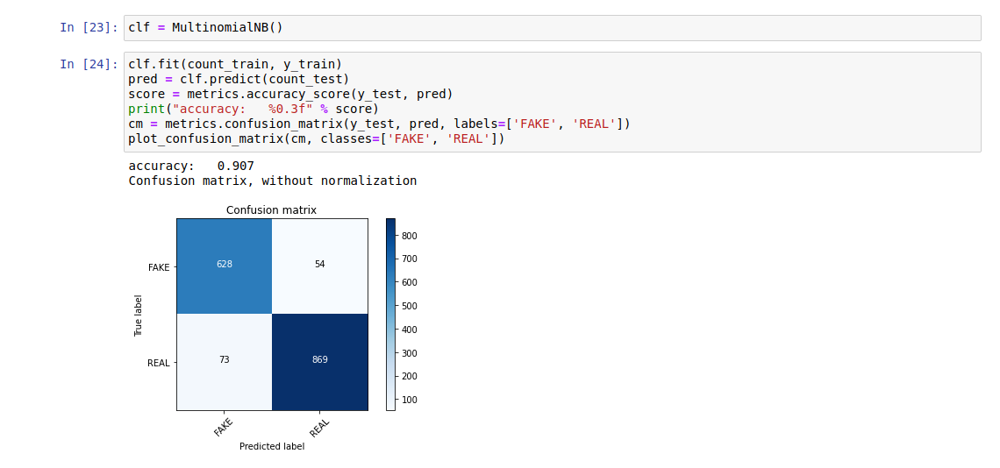 In [23]: clf = MultinomialNB()
In [24]: clf.fit(count_train, y_train)
pred = clf.predict(count_test)
score = metrics.accuracy_score(y_test, pred)
print("accuracy:   %0.3f" % score)
cm = metrics.confusion_matrix(y_test, pred, labels=['FAKE', 'REAL'])
plot_confusion_matrix(cm, classes=['FAKE', 'REAL'])
accuracy:   0.907
Confusion matrix, without normalization
Confusion matrix
True label
FAKE
628
54
REAL
73
869
FAKE
REAL
Predicted label
800
700
600
500
400
300
200
100